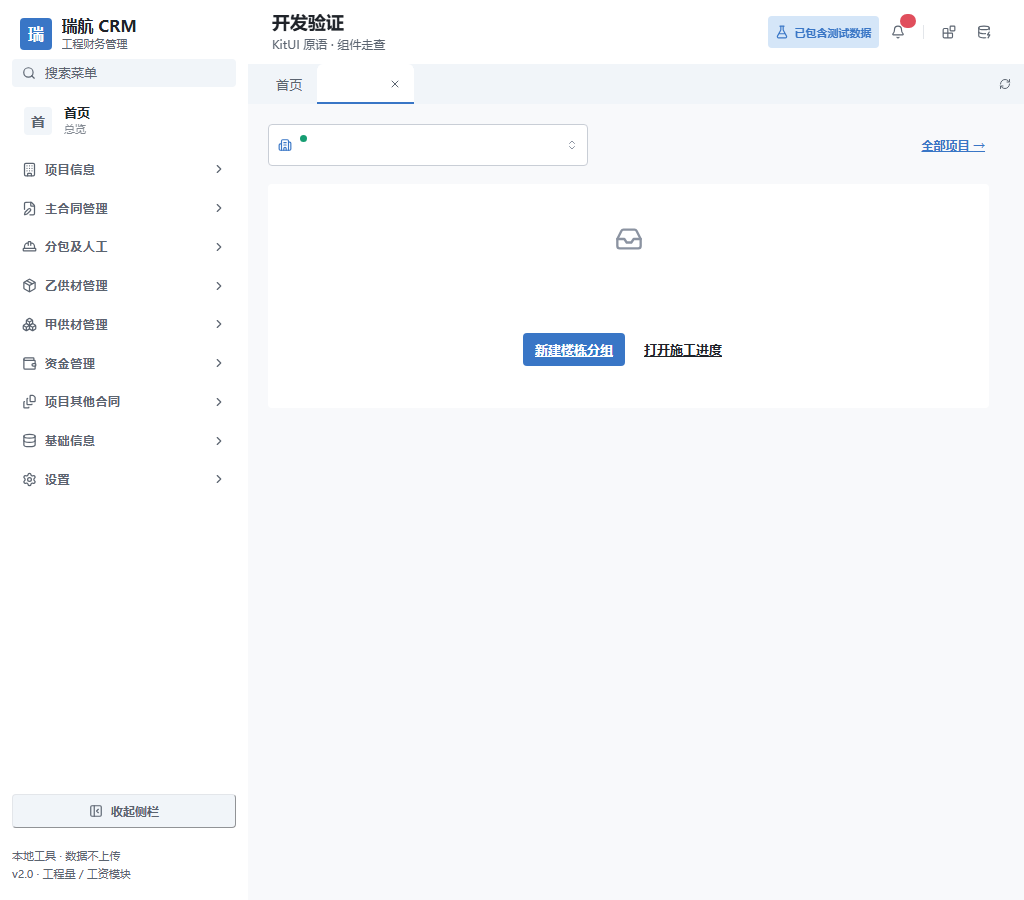 瑞
瑞航 CRM
工程财务管理
搜索菜单
首
首页
总览
项目信息
主合同管理
分包及人工
乙供材管理
甲供材管理
资金管理
项目其他合同
基础信息
设置
收起侧栏
本地工具 · 数据不上传
v2.0 · 工程量 / 工资模块
开发验证
KitUI 原语 · 组件走查
已包含测试数据
首页
全部项目 →
新建楼栋分组
打开施工进度